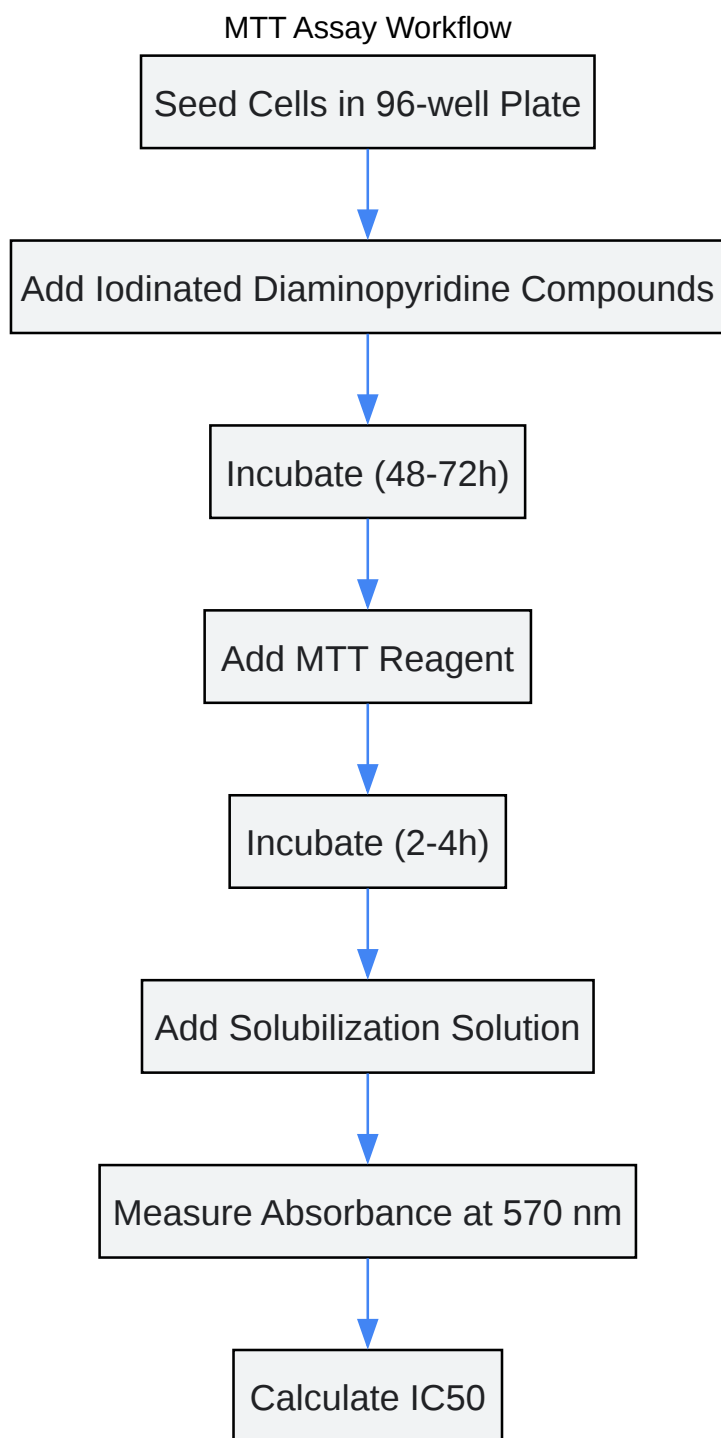 MTT Assay Workflow
Seed Cells in 96-well Plate
Add Iodinated Diaminopyridine Compounds
Incubate (48-72h)
Add MTT Reagent
Incubate (2-4h)
Add Solubilization Solution
Measure Absorbance at 570 nm
Calculate IC50